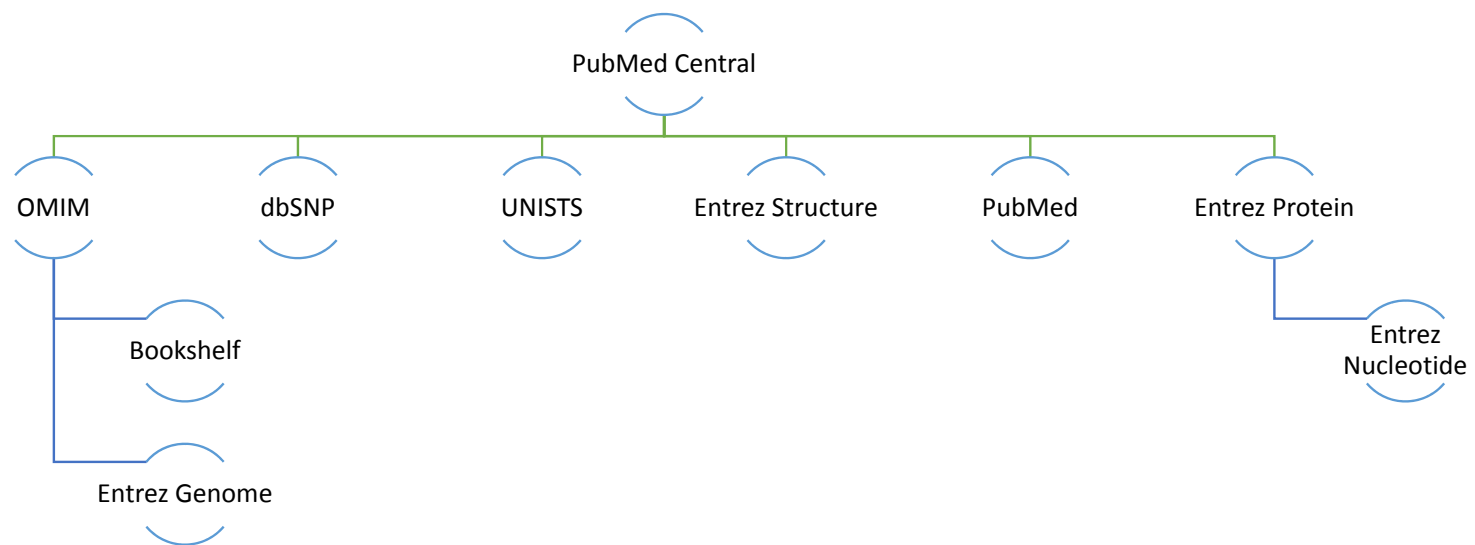 PubMed Central
OMIM
dbSNP
UNISTS
Entrez Structure
PubMed
Entrez Protein
Bookshelf
Entrez
Nucleotide
Entrez Genome